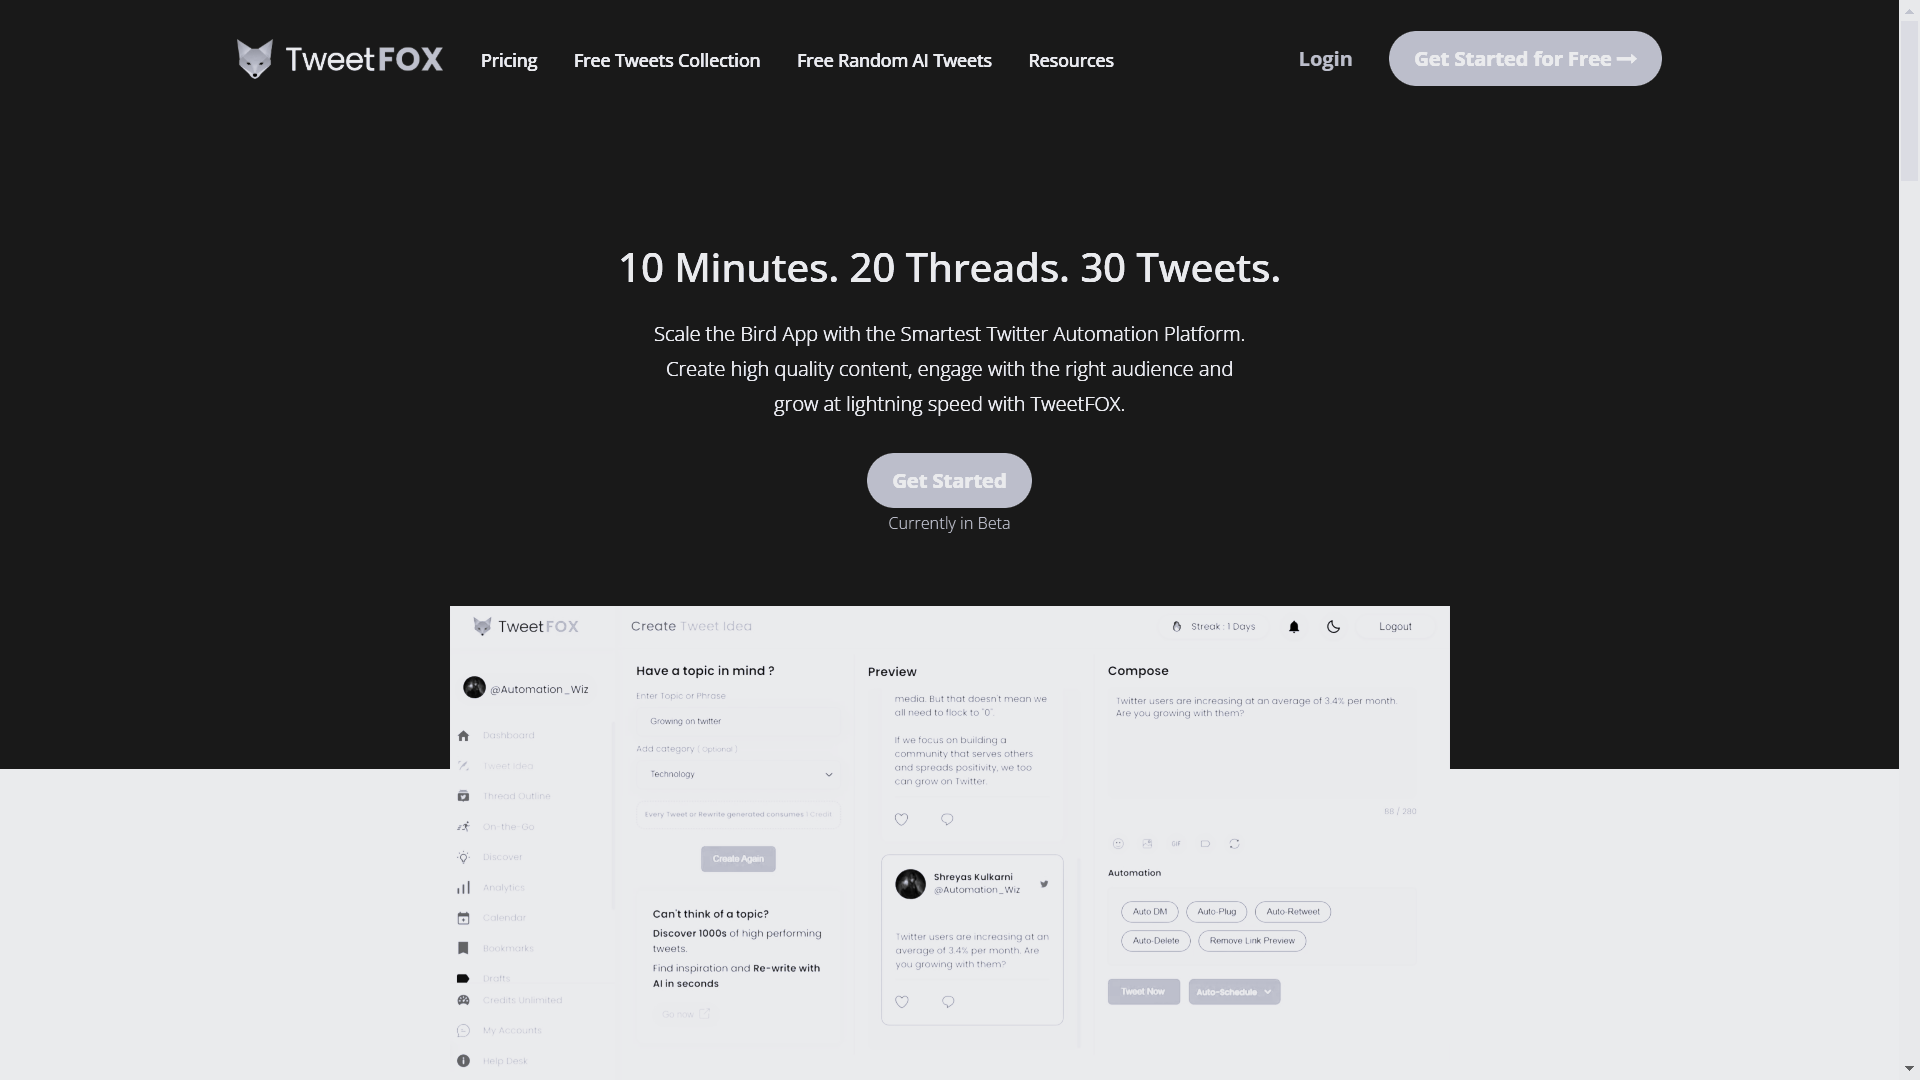 TweetFOX
Pricing
Free Tweets Collection
Free Random AI Tweets
Resources
Login
Get Started for Free
10 Minutes. 20 Threads. 30 Tweets.
Scale the Bird App with the Smartest Twitter Automation Platform.
Create high quality content, engage with the right audience and
grow at lightning speed with TweetFOX.
Get Started
Currently in Beta
TweetFOX
Create Tweet Idea
Streak : 1 Days
Logout
@Automation_Wiz
Dashboard
Tweet Idea
Thread Outline
On-the-Go
Discover
Analytics
Calendar
Bookmarks
Drafts
Credits Unlimited
My Accounts
Help Desk
Have a topic in mind ?
Enter Topic or Phrase
Growing on twitter
Add category ( Optional )
Technology
Every Tweet or Rewrite generated consumes 1 Credit
Create Again
Can't think of a topic?
Discover 1000s of high performing
tweets.
Find inspiration and Re-write with
AI in seconds
Go now
Preview
media. But that doesn't mean we
all need to flock to "0".
If we focus on building a
community that serves others
and spreads positivity, we too
can grow on Twitter.
Shreyas Kulkarni
@Automation_Wiz
Twitter users are increasing at an
average of 3.4% per month. Are
you growing with them?
Compose
Twitter users are increasing at an average of 3.4% per month.
Are you growing with them?
88 / 280
GIF
Automation
Auto DM
Auto-Plug
Auto-Retweet
Auto-Delete
Remove Link Preview
Tweet Now
Auto-Schedule